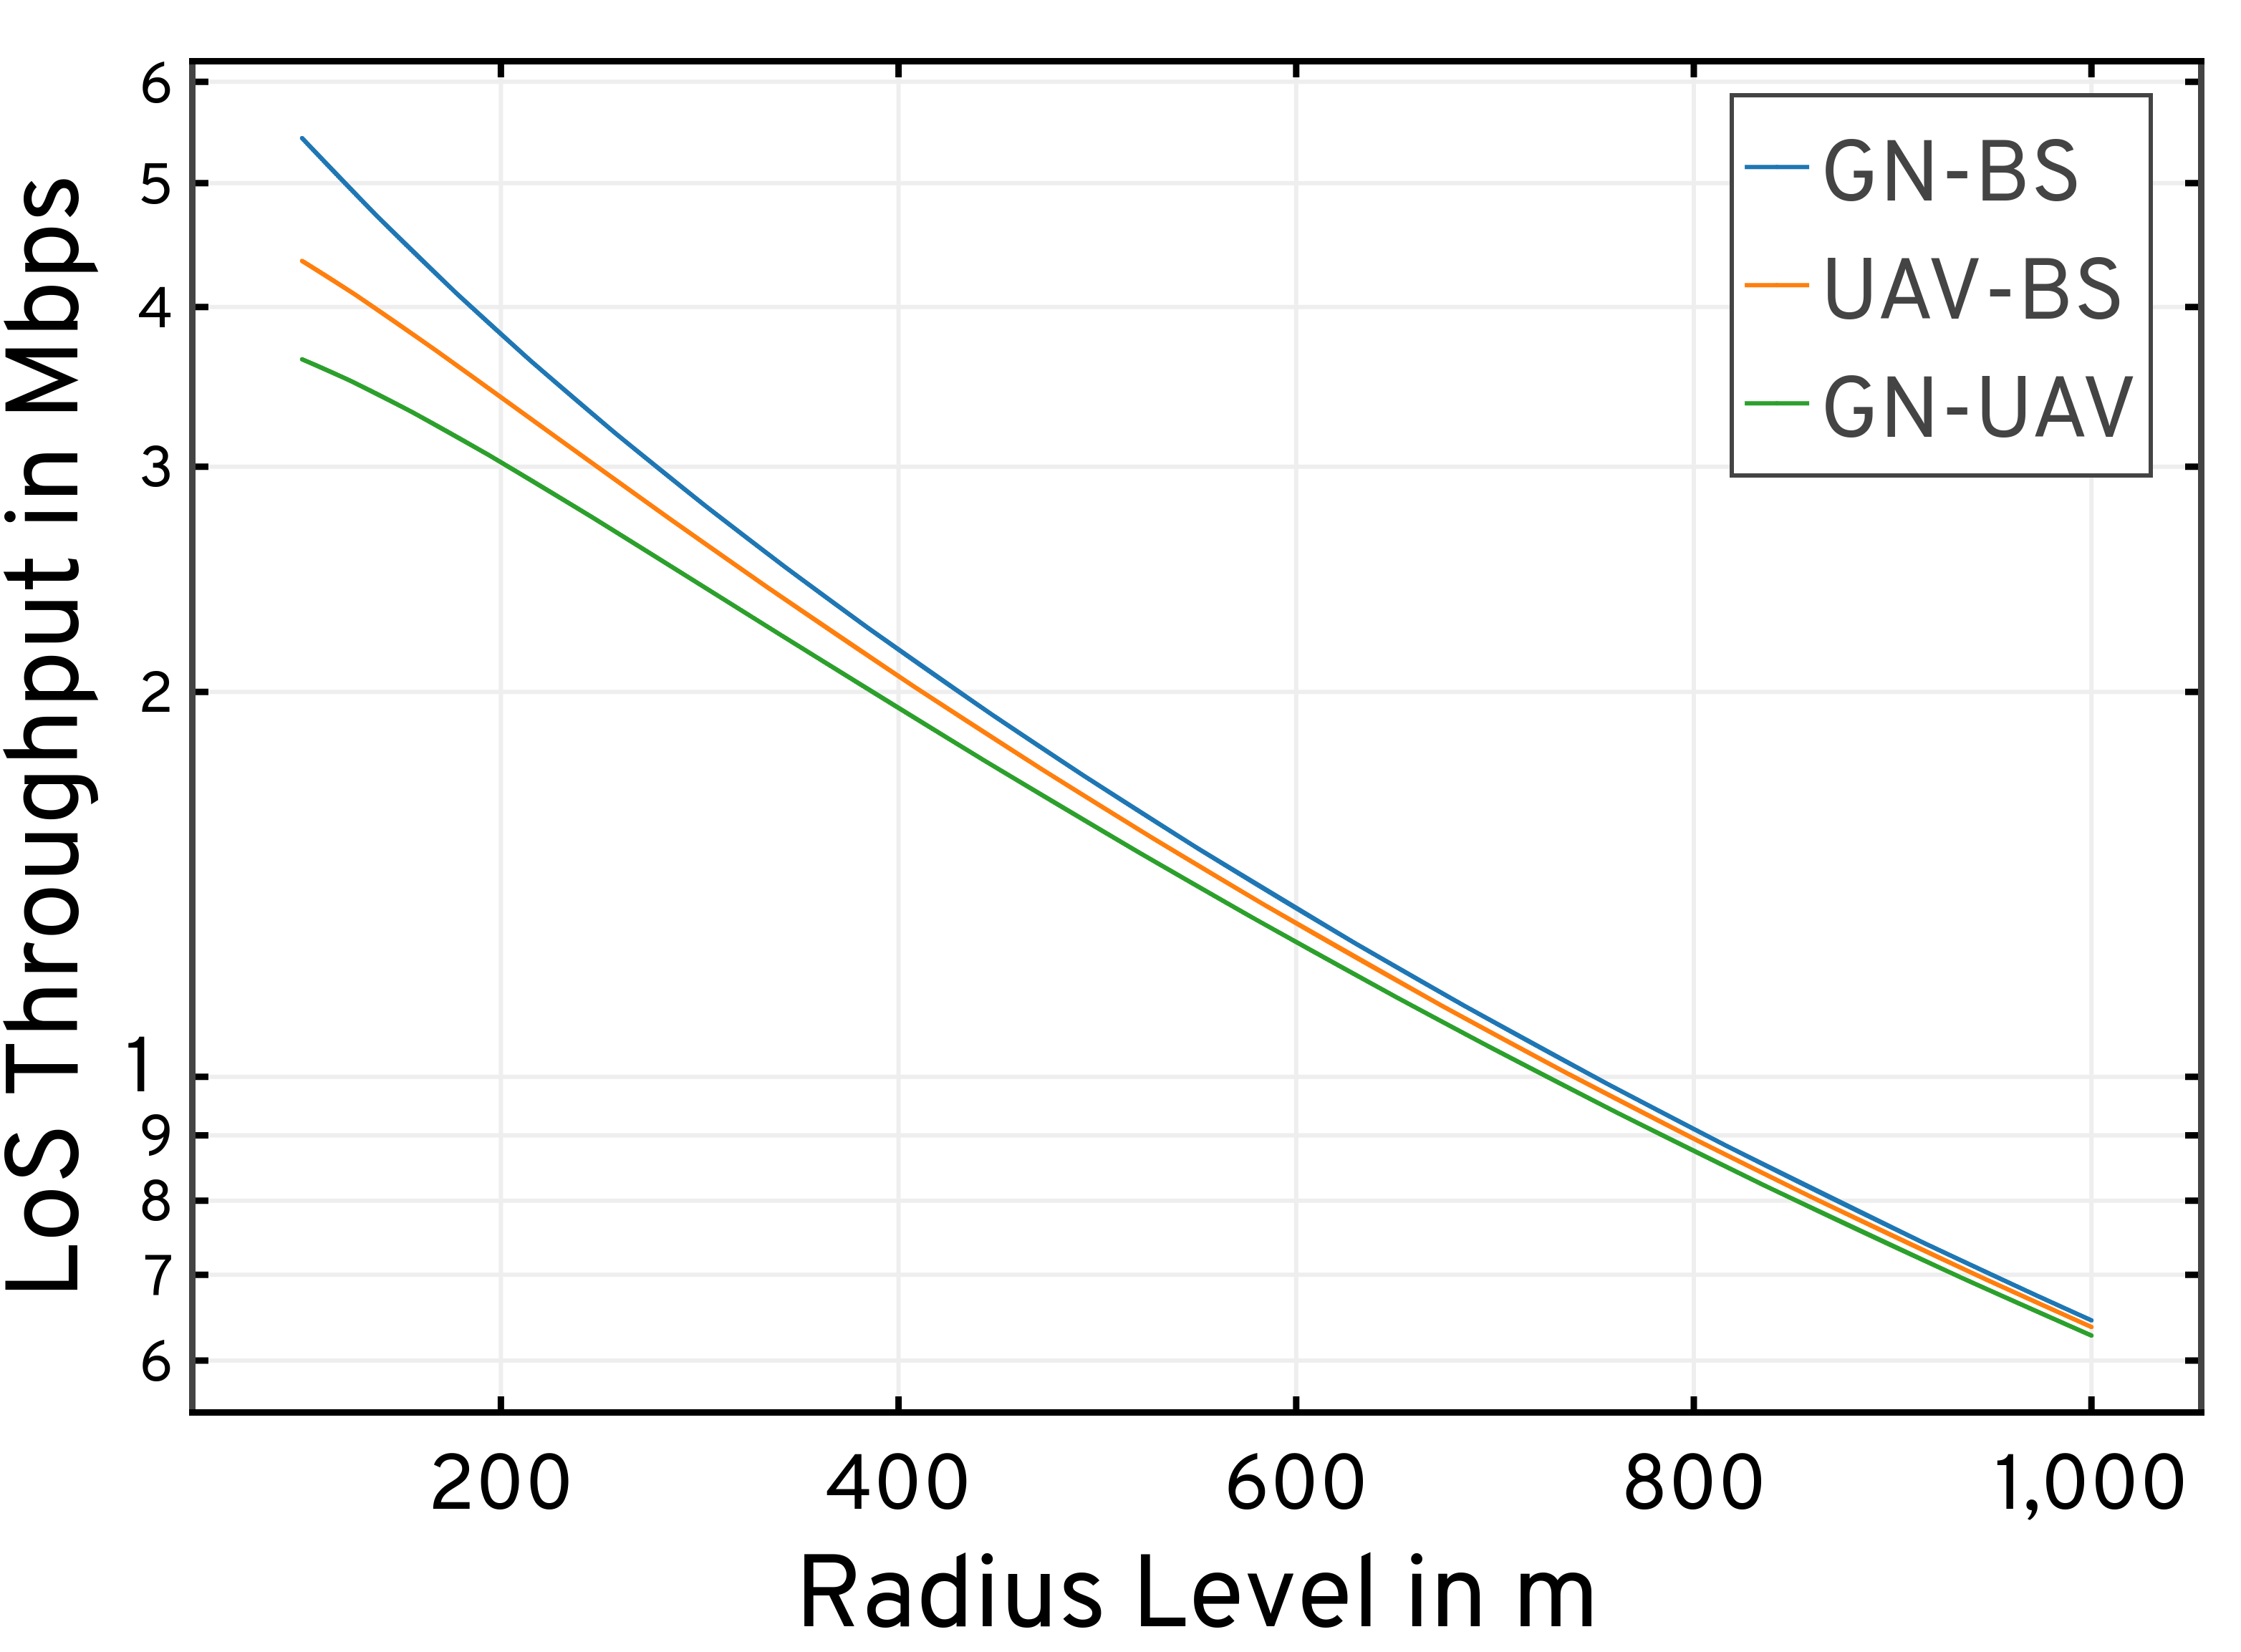 LoS Throughput in Mbps
6
5
4
3
2
1
9
8
7
6
GN-BS
UAV-BS
GN-UAV
200 400 600 800 1,000
Radius Level in m